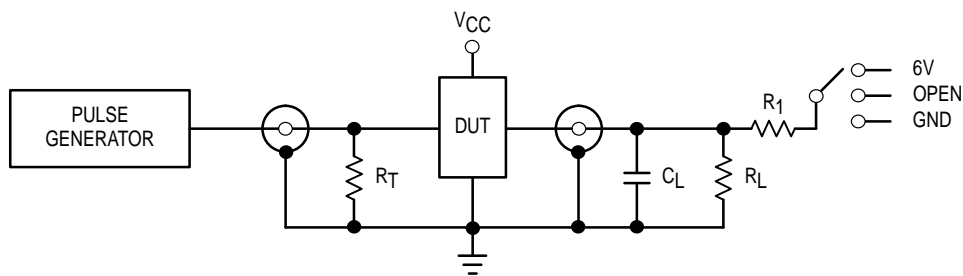 VCC
PULSE
GENERATOR
DUT
RT
CL
RL
R1
6V
OPEN
GND